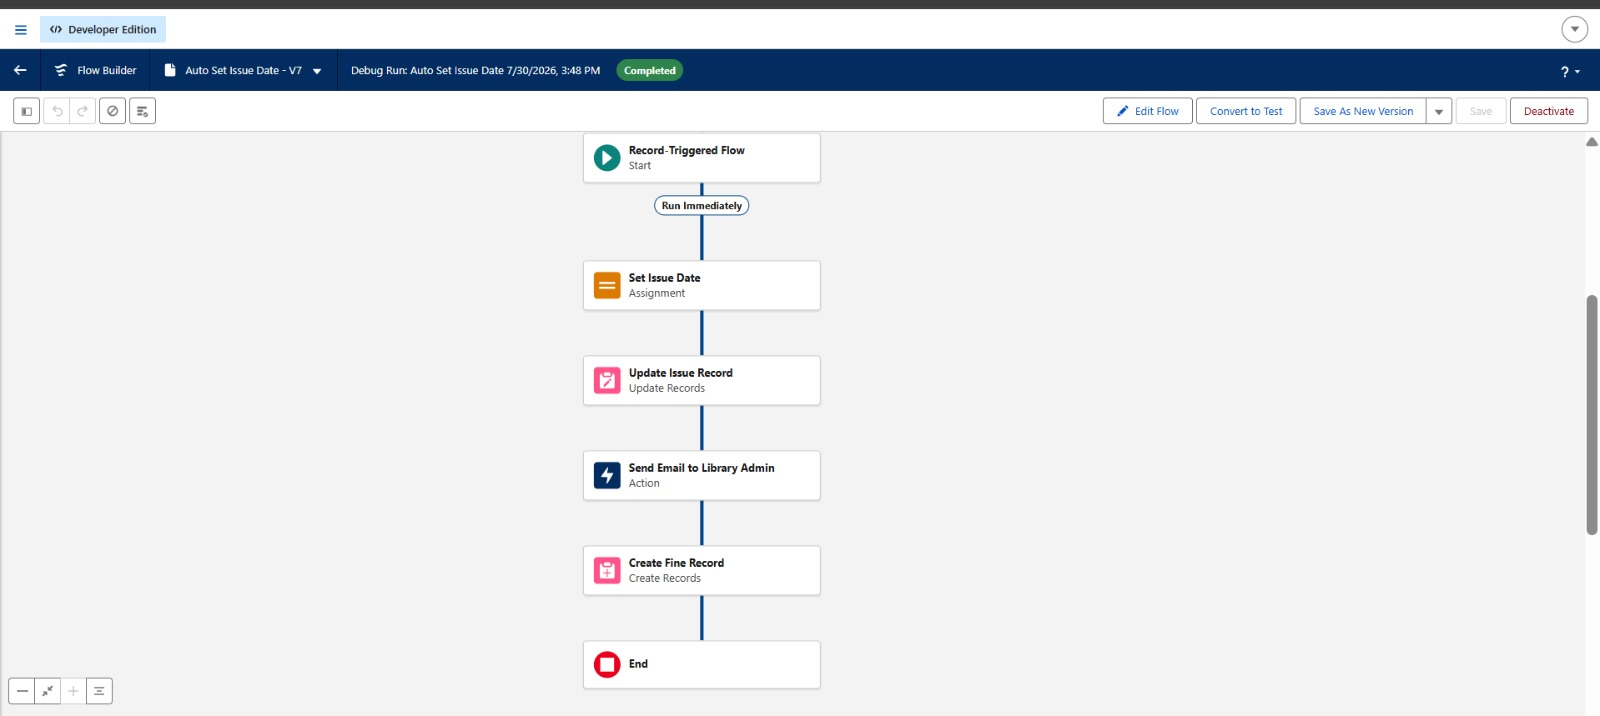 Developer Edition
Flow Builder
Auto Set Issue Date - V7
Debug Run: Auto Set Issue Date 7/30/2026, 3:48 PM
Completed
?
Edit Flow
Convert to Test
Save As New Version
Save
Deactivate
Record-Triggered Flow
Start
Run Immediately
Set Issue Date
Assignment
Update Issue Record
Update Records
Send Email to Library Admin
Action
Create Fine Record
Create Records
End